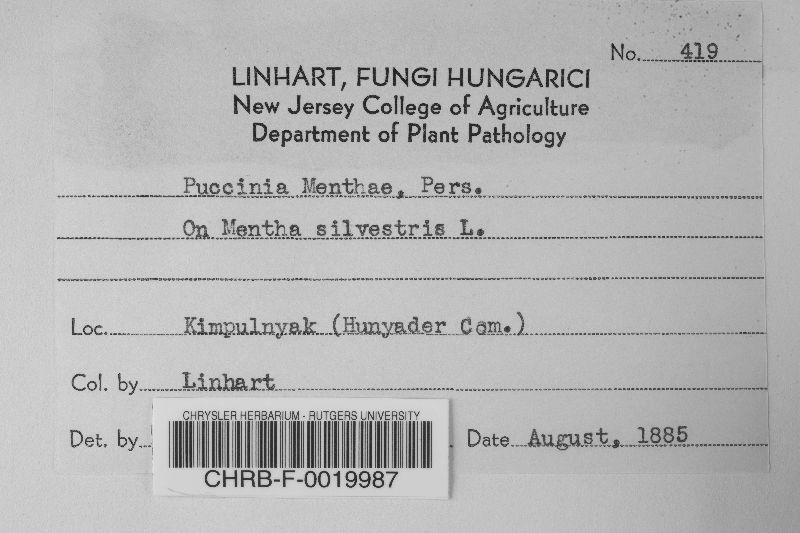 No. 419
LINHART, FUNGI HUNGARICI
New Jersey College of Agriculture
Department of Plant Pathology
Puccinia Menthae, Pers.
On Mentha silvestris L.
Loc. Kimpulnyak (Hunyader Com.)
Col. by Linhart
Det. by
Date August, 1885
CHRYSLER HERBARIUM - RUTGERS UNIVERSITY
CHRB-F-0019987